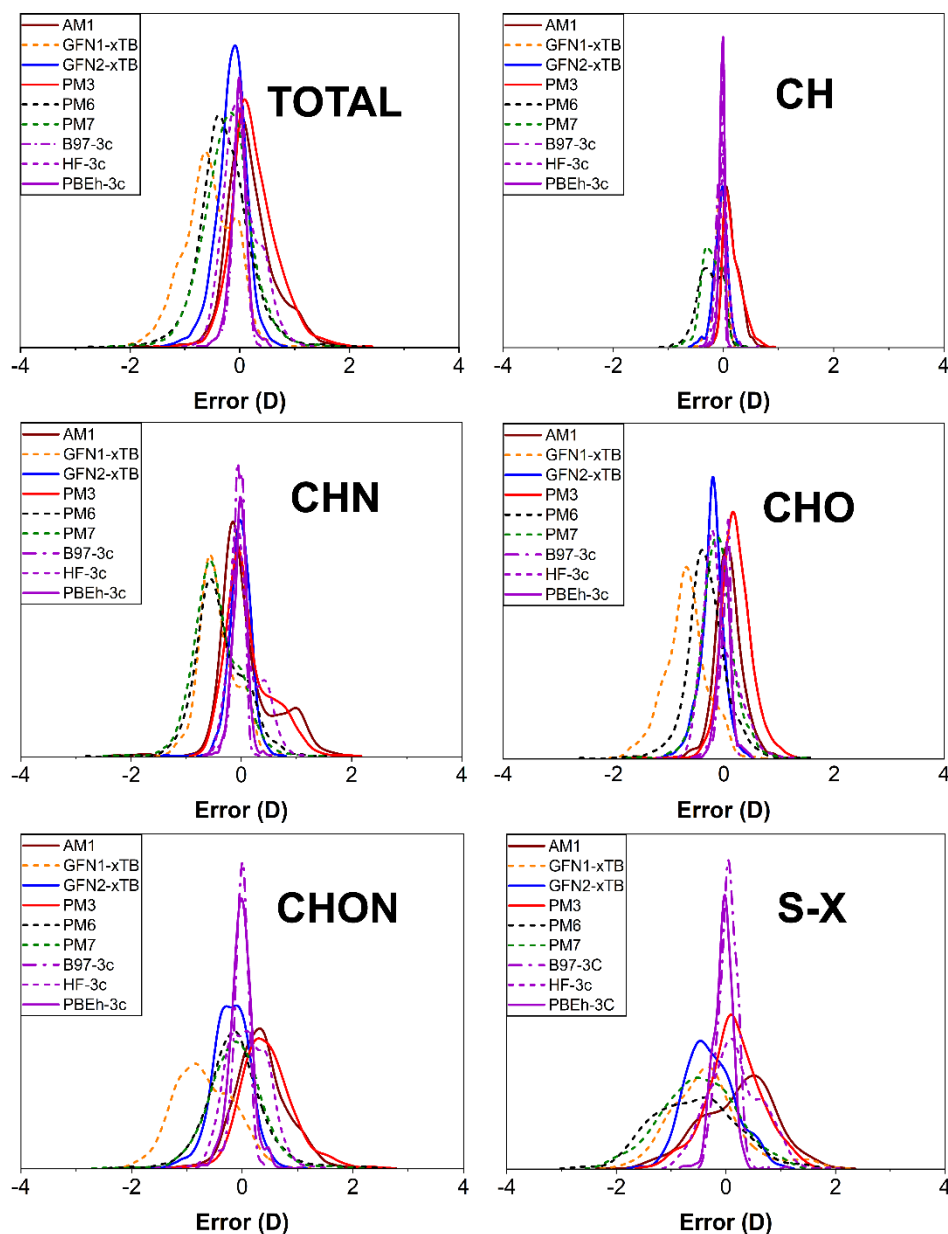 AM1
GFN1-xTB
GFN2-xTB
PM3
PM6
PM7
B97-3c
HF-3c
PBEh-3c
TOTAL
-4 -2 0 2 4
Error (D)
AM1
GFN1-xTB
GFN2-xTB
PM3
PM6
PM7
B97-3c
HF-3c
PBEh-3c
CH
-4 -2 0 2 4
Error (D)
AM1
GFN1-xTB
GFN2-xTB
PM3
PM6
PM7
B97-3c
HF-3c
PBEh-3c
CHN
-4 -2 0 2 4
Error (D)
AM1
GFN1-xTB
GFN2-xTB
PM3
PM6
PM7
B97-3c
HF-3c
PBEh-3c
CHO
-4 -2 0 2 4
Error (D)
AM1
GFN1-xTB
GFN2-xTB
PM3
PM6
PM7
B97-3c
HF-3c
PBEh-3c
CHON
-4 -2 0 2 4
Error (D)
AM1
GFN1-xTB
GFN2-xTB
PM3
PM6
PM7
B97-3C
HF-3c
PBEh-3C
S-X
-4 -2 0 2 4
Error (D)